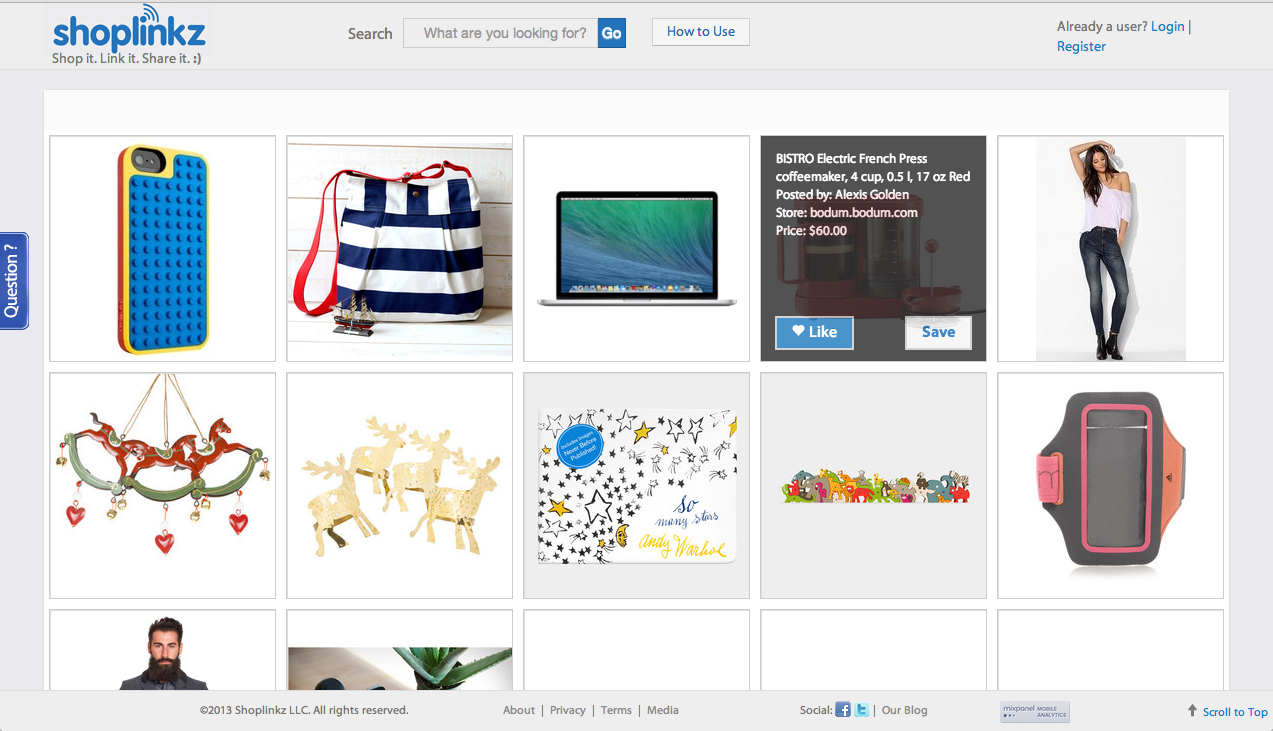 shoplinkz
Shop it. Link it. Share it. :)
Search
What are you looking for?
Go
How to Use
Already a user? Login |
Register
Question ?
BISTRO Electric French Press
coffeemaker, 4 cup, 0.5 l, 17 oz Red
Posted by: Alexis Golden
Store: bodum.bodum.com
Price: $60.00
Like
Save
Includes Images
Never Before
Published!
So
many stars
Andy Warhol
©2013 Shoplinkz LLC. All rights reserved.
About | Privacy | Terms | Media
Social: f t | Our Blog
mixpanel MOBILE
ANALYTICS
Scroll to Top